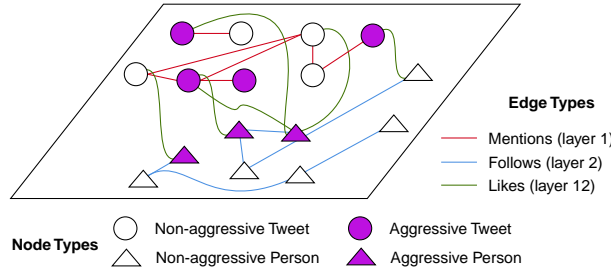 Edge Types
Mentions (layer 1)
Follows (layer 2)
Likes (layer 12)
Node Types
Non-aggressive Tweet
Aggressive Tweet
Non-aggressive Person
Aggressive Person